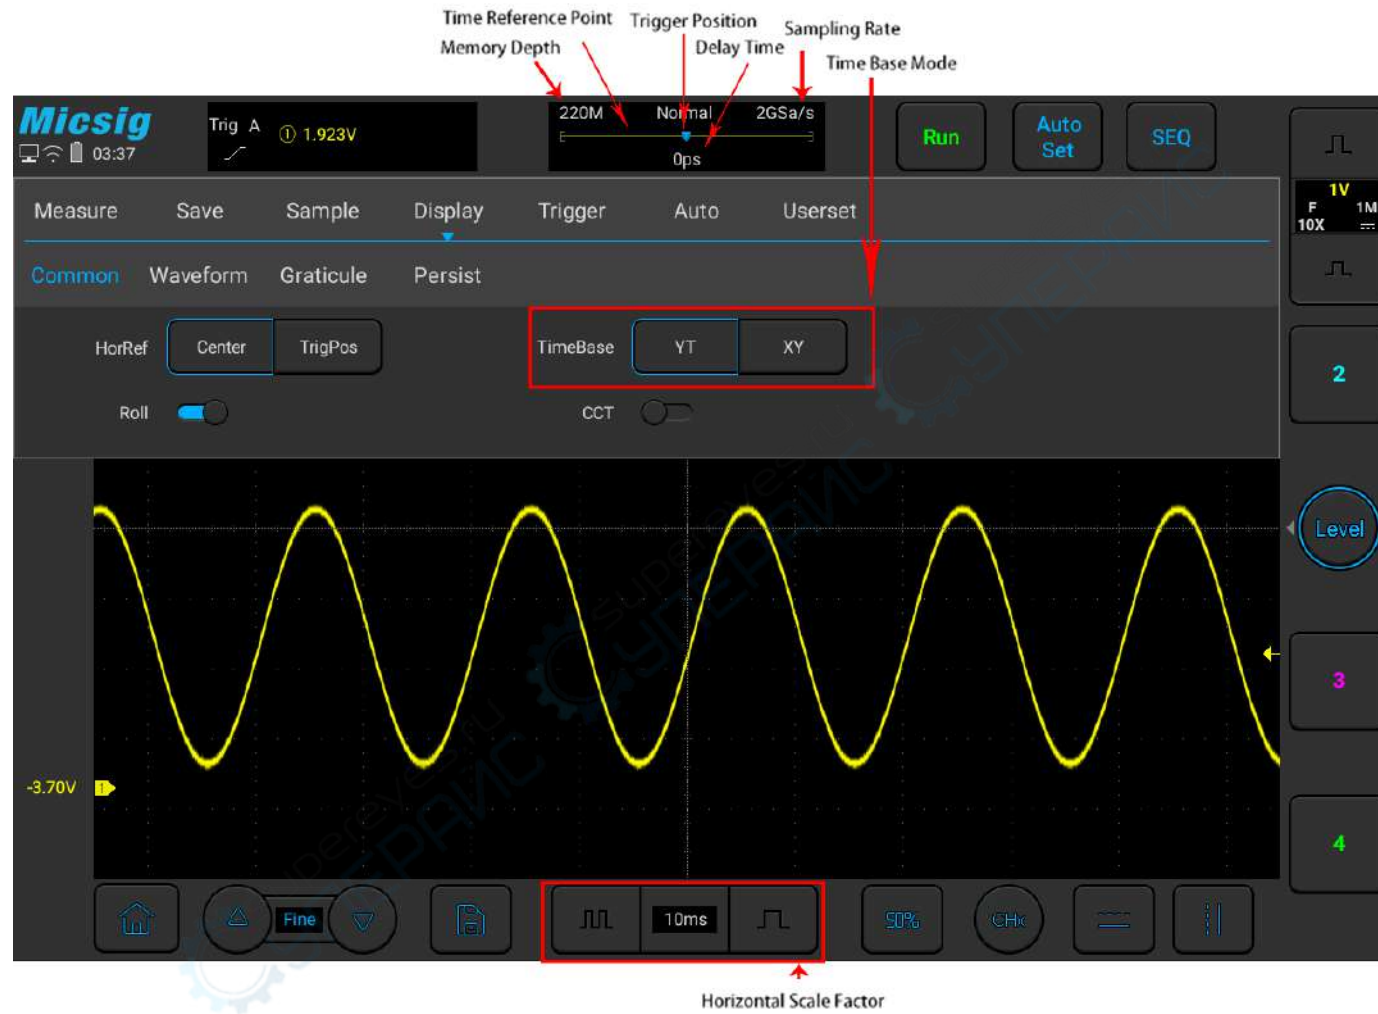 Time Reference Point
Trigger Position
Sampling Rate
Memory Depth
Delay Time
Time Base Mode
Micsig
03:37
Trig A
① 1.923V
220M
Normal
2GSa/s
0ps
Run
Auto
Set
SEQ
1V
F 1M
10X
Measure Save Sample Display Trigger Auto Userset
Common Waveform Graticule Persist
HorRef Center TrigPos
TimeBase YT XY
Roll
CCT
2
Level
3
-3.70V
1
4
Fine
10ms
50%
Horizontal Scale Factor